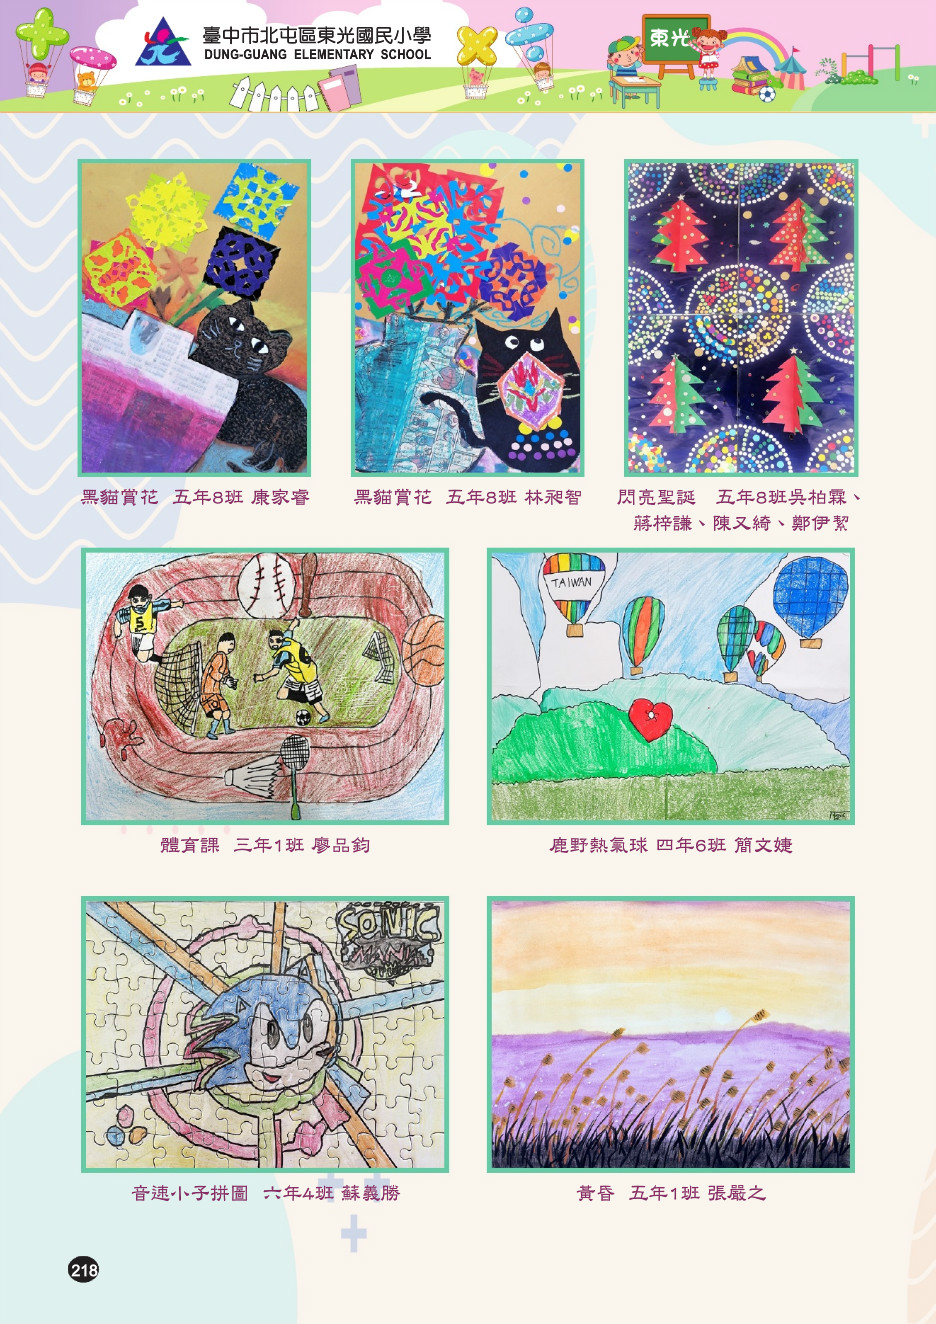 臺中市北屯區東光國民小學
DUNG-GUANG ELEMENTARY SCHOOL
東光
黑貓賞花 五年8班 康家睿
黑貓賞花 五年8班 林昶智
閃亮聖誕 五年8班吳柏霖、
蔣梓謙、陳又綺、鄭伊絜
5
TAIWAN
體育課 三年1班 廖品鈞
鹿野熱氣球 四年6班 簡文婕
SONIC
MANIA
音速小子拼圖 六年4班 蘇義勝
黃昏 五年1班 張嚴之
218